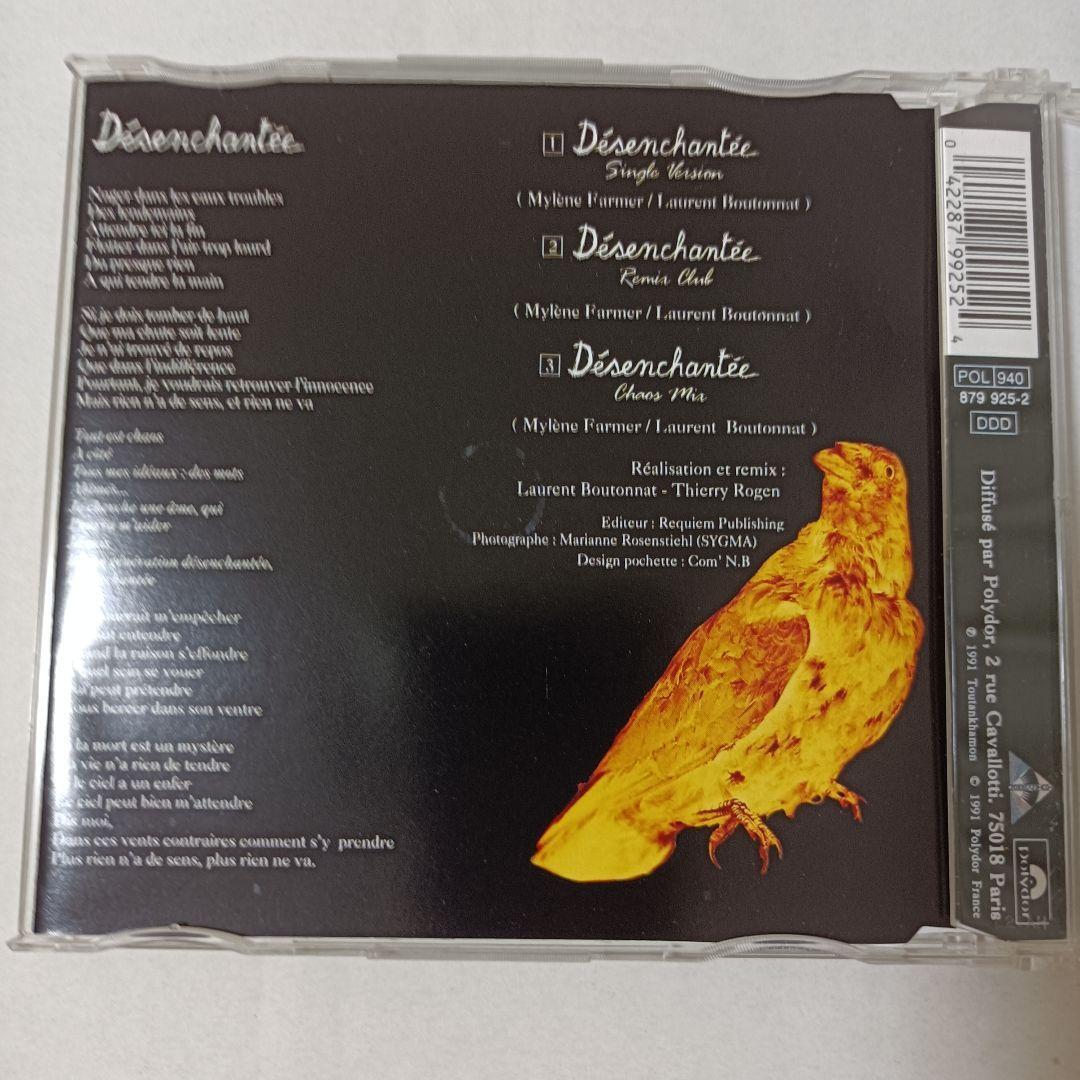 Désenchantée
Nager dans les eaux troubles
Des lendemains
Attendre ici la fin
Flotter dans l'air trop lourd
Du presque rien
A qui tendre la main
Si je dois tomber de haut
Que ma chute soit lente
Je n'ai trouvé de repos
Que dans l'indifférence
Pourtant, je voudrais retrouver l'innocence
Mais rien n'a de sens, et rien ne va
Tout est chaos
A côté
Tous mes idéaux : des mots
cherche une âme, qui
m'aider
génération désenchantée,
m'empêcher
entendre
la raison s'effondre
sein se vouer
peut prétendre
bercer dans son ventre
la mort est un mystère
vie n'a rien de tendre
le ciel a un enfer
ciel peut bien m'attendre
moi,
Dans ces vents contraires comment s'y prendre
Plus rien n'a de sens, plus rien ne va.
1 Désenchantée
Single Version
( Mylène Farmer / Laurent Boutonnat )
2 Désenchantée
Remix Club
( Mylène Farmer / Laurent Boutonnat )
3 Désenchantée
Chaos Mix
( Mylène Farmer / Laurent Boutonnat )
Réalisation et remix :
Laurent Boutonnat - Thierry Rogen
Editeur : Requiem Publishing
Photographe : Marianne Rosenstiehl (SYGMA)
Design pochette : Com' N.B
0 42287 99252 4
POL 940
879 925-2
DDD
Diffusé par Polydor, 2 rue Cavallotti. 75018 Paris
℗ 1991 Toutankhamon © 1991 Polydor France
polydor